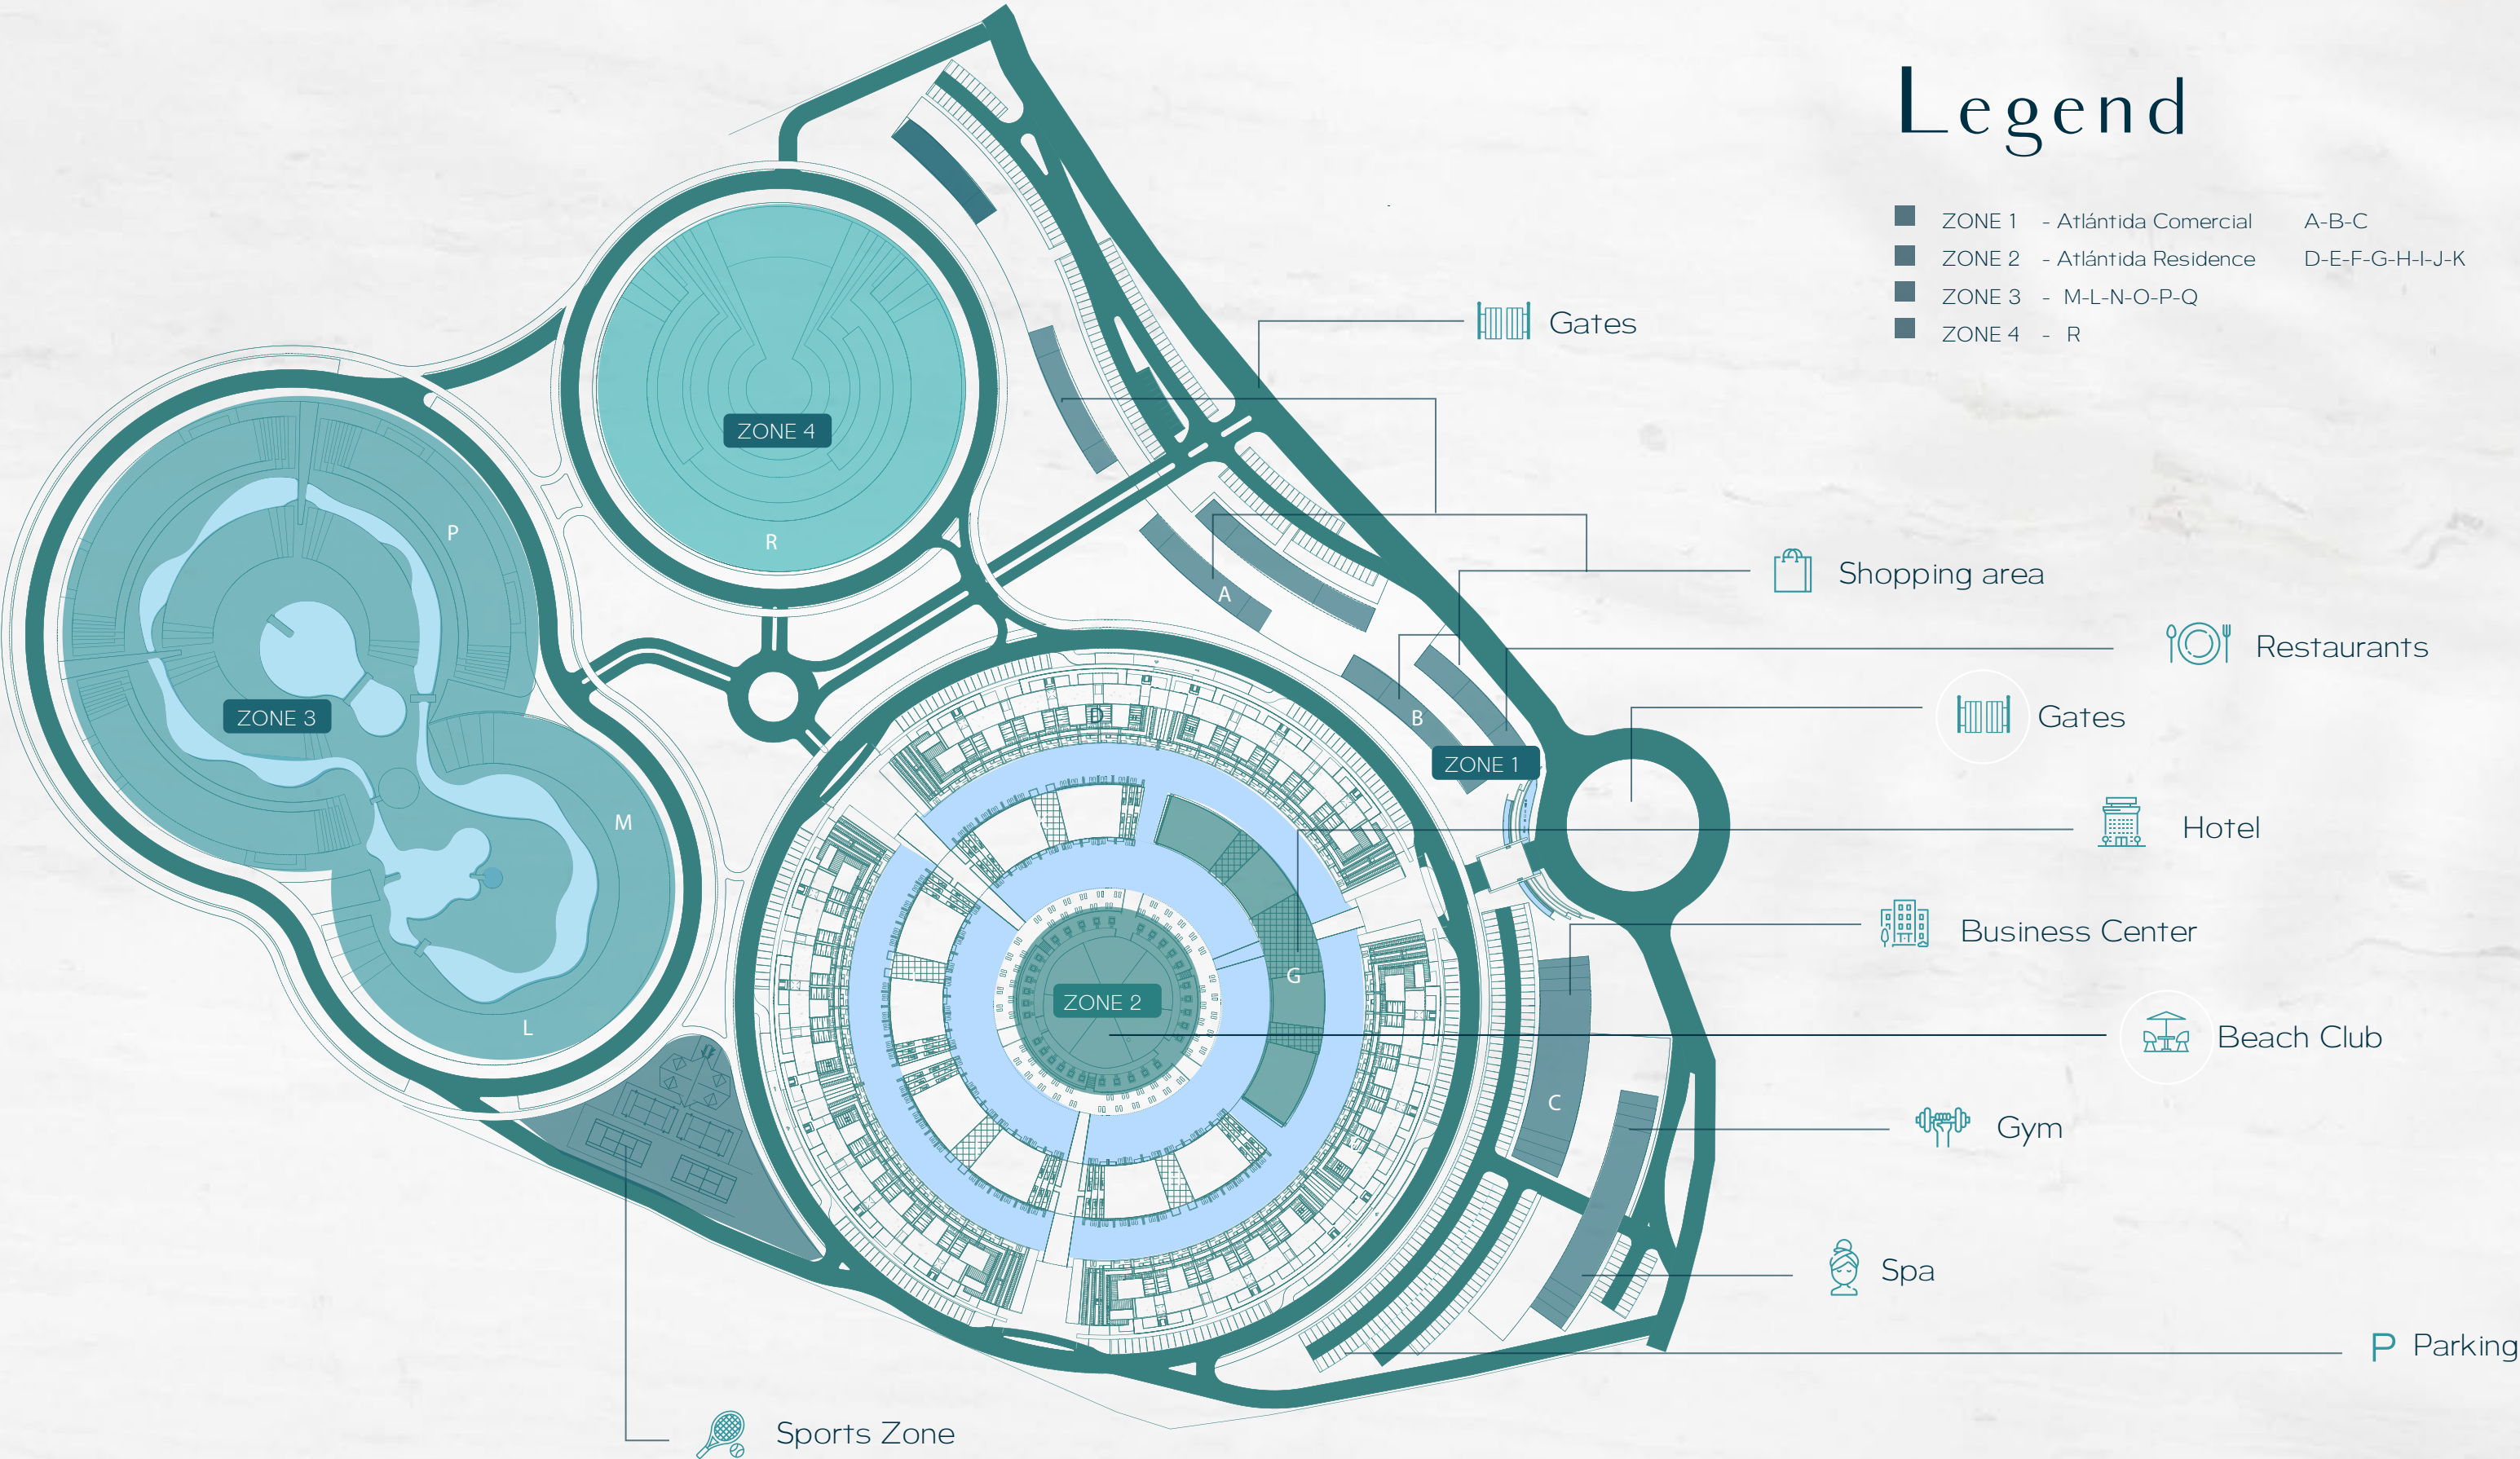 Legend
ZONE 1 - Atlántida Comercial A-B-C
ZONE 2 - Atlántida Residence D-E-F-G-H-I-J-K
ZONE 3 - M-L-N-O-P-Q
ZONE 4 - R
Gates
ZONE 4
P
R
Shopping area
A
Restaurants
ZONE 3
D
B
Gates
ZONE 1
M
Hotel
Business Center
G
ZONE 2
L
Beach Club
C
Gym
Spa
P Parking
Sports Zone